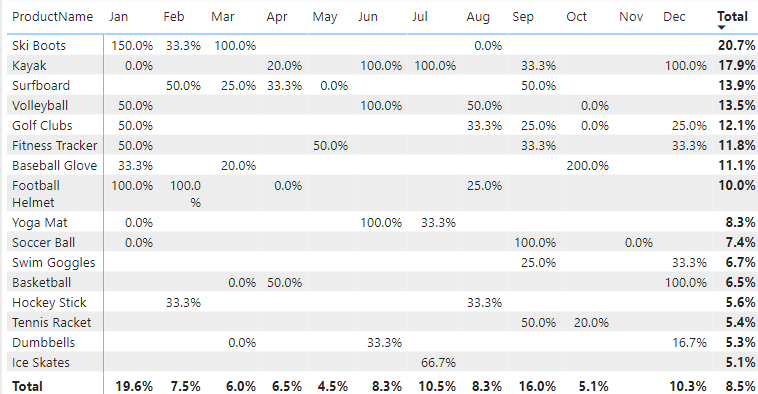 ProductName Jan Feb Mar Apr May Jun Jul Aug Sep Oct Nov Dec Total
Ski Boots 150.0% 33.3% 100.0% 0.0% 20.7%
Kayak 0.0% 20.0% 100.0% 100.0% 33.3% 100.0% 17.9%
Surfboard 50.0% 25.0% 33.3% 0.0% 50.0% 13.9%
Volleyball 50.0% 100.0% 50.0% 0.0% 13.5%
Golf Clubs 50.0% 33.3% 25.0% 0.0% 25.0% 12.1%
Fitness Tracker 50.0% 50.0% 33.3% 33.3% 11.8%
Baseball Glove 33.3% 20.0% 200.0% 11.1%
Football 100.0% 100.0 0.0% 25.0% 10.0%
Helmet %
Yoga Mat 0.0% 100.0% 33.3% 8.3%
Soccer Ball 0.0% 100.0% 0.0% 7.4%
Swim Goggles 25.0% 33.3% 6.7%
Basketball 0.0% 50.0% 100.0% 6.5%
Hockey Stick 33.3% 33.3% 5.6%
Tennis Racket 50.0% 20.0% 5.4%
Dumbbells 0.0% 33.3% 16.7% 5.3%
Ice Skates 66.7% 5.1%
Total 19.6% 7.5% 6.0% 6.5% 4.5% 8.3% 10.5% 8.3% 16.0% 5.1% 10.3% 8.5%